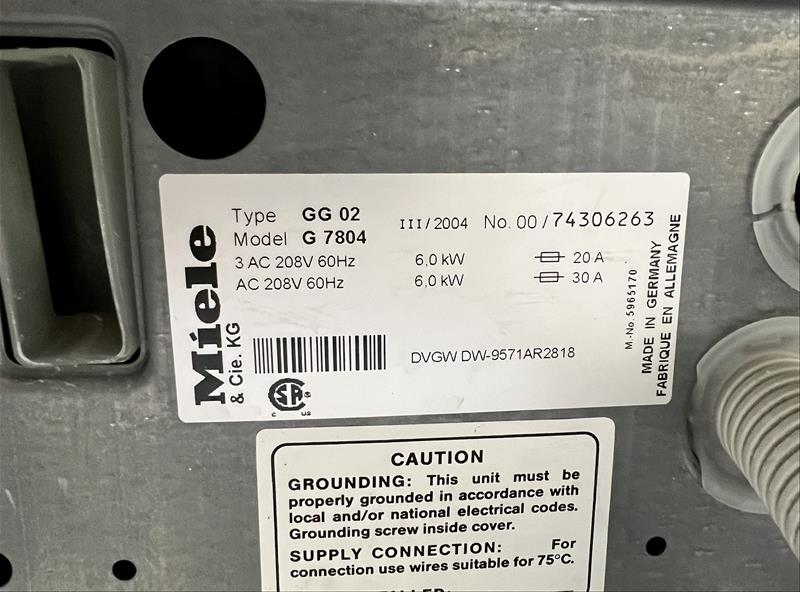 Miele
& Cie. KG
Type GG 02
Model G 7804
III/2004 No. 00/74306263
3 AC 208V 60Hz 6,0 kW 20 A
AC 208V 60Hz 6,0 kW 30 A
DVGW DW-9571AR2818
M.-No. 5965170
MADE IN GERMANY
FABRIQUE EN ALLEMAGNE
C SA US
CAUTION
GROUNDING: This unit must be
properly grounded in accordance with
local and/or national electrical codes.
Grounding screw inside cover.
SUPPLY CONNECTION: For
connection use wires suitable for 75°C.